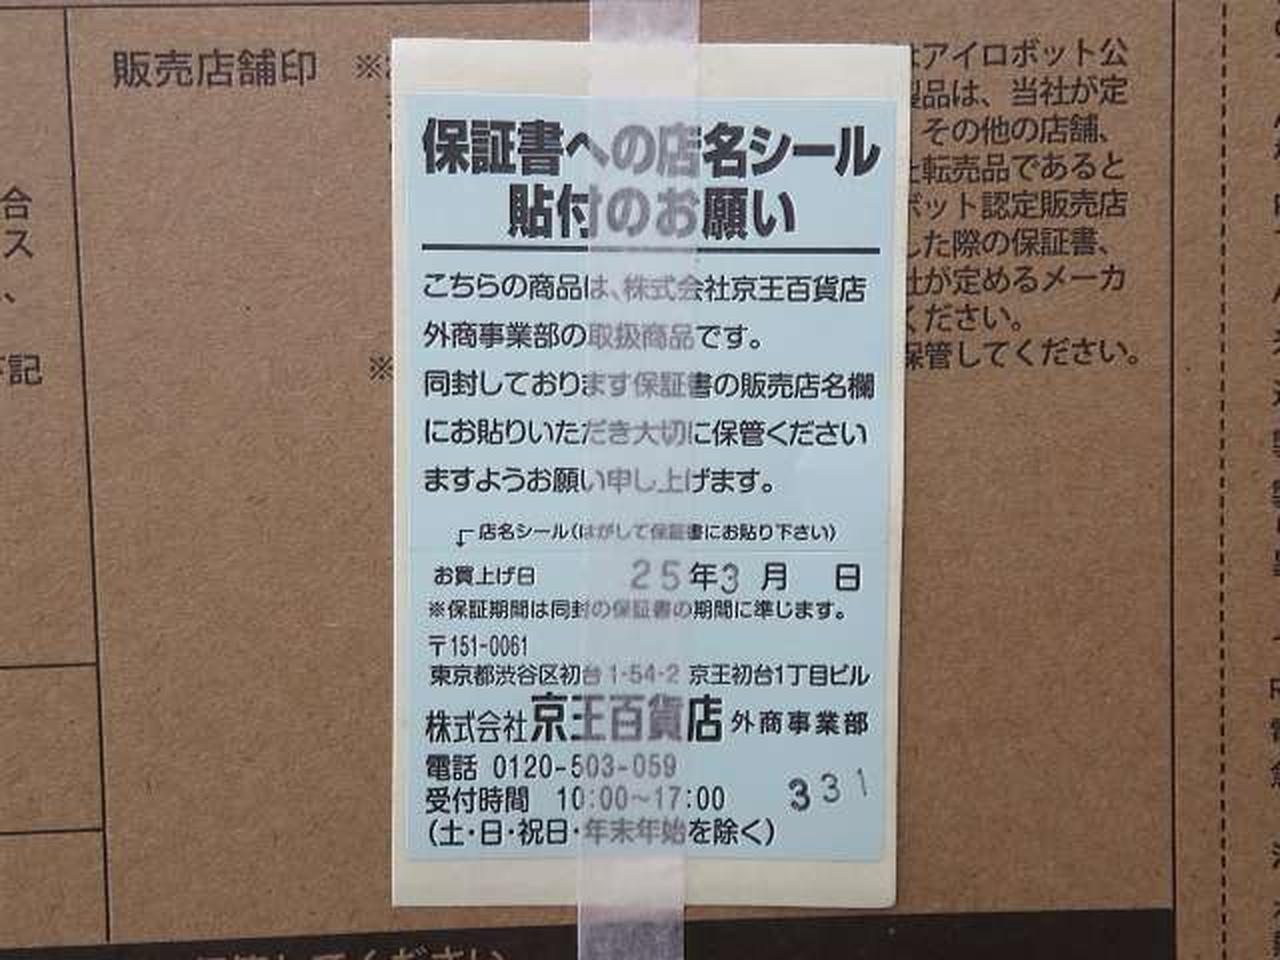 販売店舗印
アイロボット公
品は、当社が定
その他の店舗、
転売品であると
ット認定販売店
した際の保証書、
が定めるメーカ
ください。
保管してください。
合
ス
、
記
保証書への店名シール
貼付のお願い
こちらの商品は、株式会社京王百貨店
外商事業部の取扱商品です。
同封しております保証書の販売店名欄
にお貼りいただき大切に保管ください
ますようお願い申し上げます。
店名シール(はがして保証書にお貼り下さい)
お買上げ日 25年3月 日
※保証期間は同封の保証書の期間に準じます。
〒151-0061
東京都渋谷区初台1-54-2 京王初台1丁目ビル
株式会社京王百貨店 外商事業部
電話 0120-503-059
受付時間 10:00～17:00 331
(土・日・祝日・年末年始を除く)